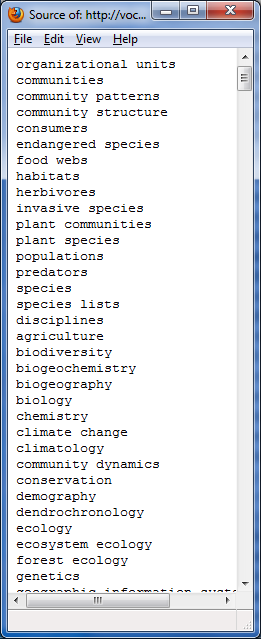 Source of: http://voc...
File Edit View Help
organizational units
communities
community patterns
community structure
consumers
endangered species
food webs
habitats
herbivores
invasive species
plant communities
plant species
populations
predators
species
species lists
disciplines
agriculture
biodiversity
biogeochemistry
biogeography
biology
chemistry
climate change
climatology
community dynamics
conservation
demography
dendrochronology
ecology
ecosystem ecology
forest ecology
genetics
geographic information